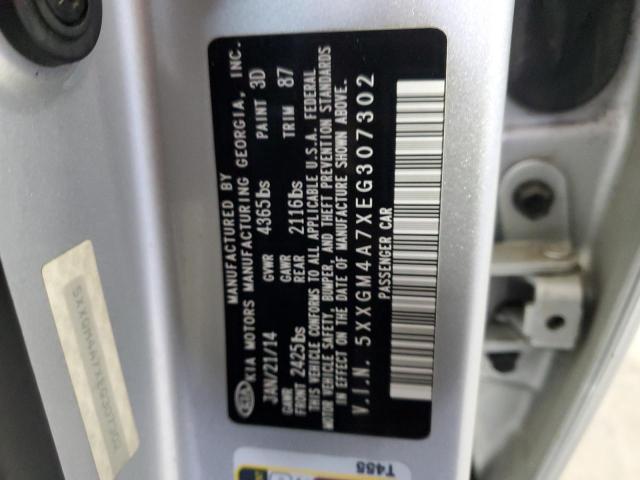 KIA
MANUFACTURED BY
KIA MOTORS MANUFACTURING GEORGIA, INC.
JAN/21/14 GVWR 4365lbs PAINT 3D
GAWR FRONT 2425lbs GAWR REAR 2116lbs TRIM 87
THIS VEHICLE CONFORMS TO ALL APPLICABLE U.S.A. FEDERAL
MOTOR VEHICLE SAFETY, BUMPER, AND THEFT PREVENTION STANDARDS
IN EFFECT ON THE DATE OF MANUFACTURE SHOWN ABOVE.
V.I.N. 5XXGM4A7XEG307302
PASSENGER CAR
T488